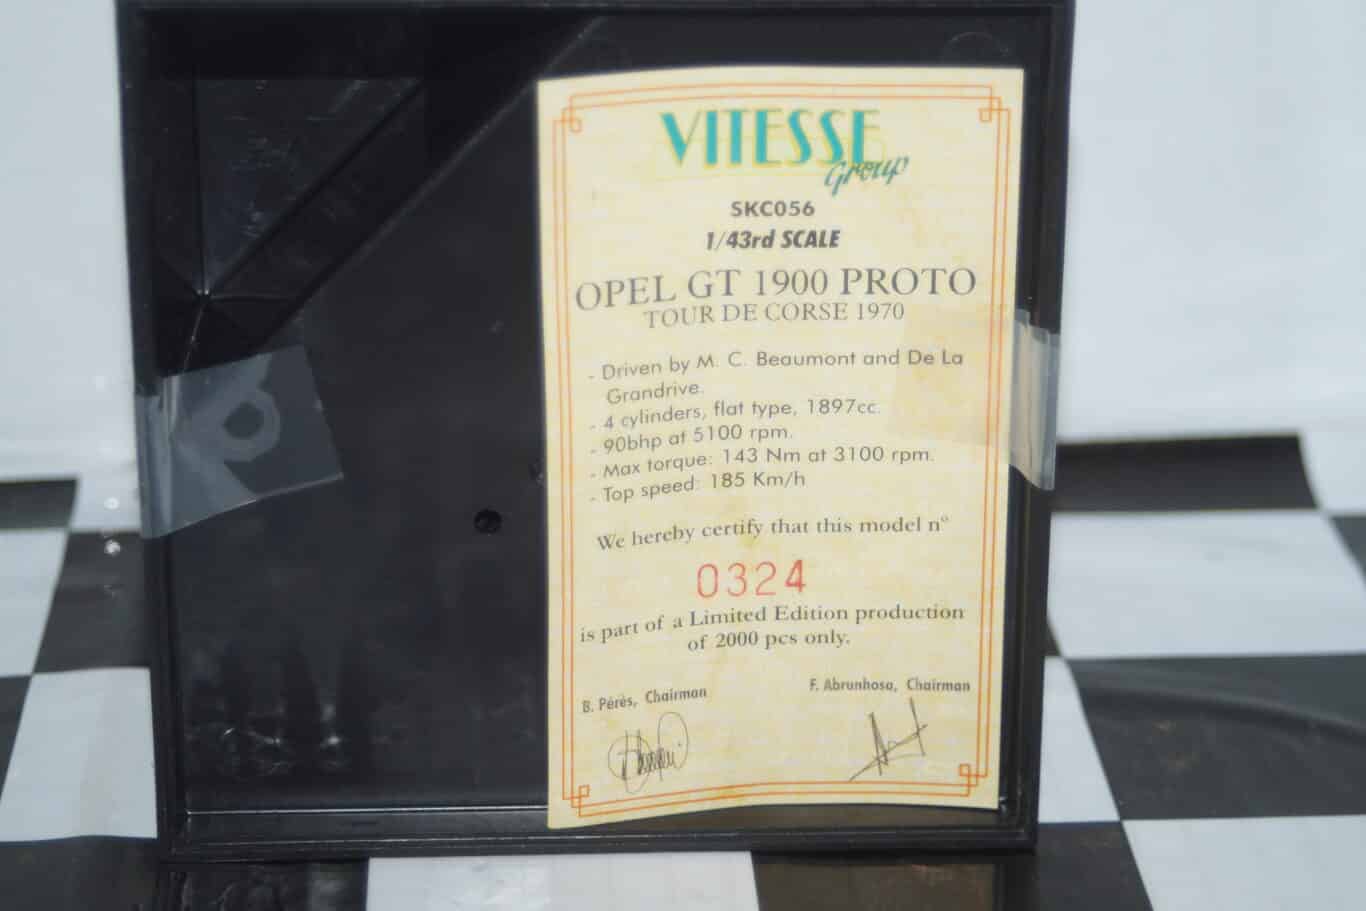 VITESSE
Group
SKC056
1/43rd SCALE
OPEL GT 1900 PROTO
TOUR DE CORSE 1970
- Driven by M. C. Beaumont and De La
Grandrive.
- 4 cylinders, flat type, 1897cc.
- 90bhp at 5100 rpm.
- Max torque: 143 Nm at 3100 rpm.
- Top speed: 185 Km/h
We hereby certify that this model nº
0324
is part of a Limited Edition production
of 2000 pcs only.
B. Pérès, Chairman
F. Abrunhosa, Chairman